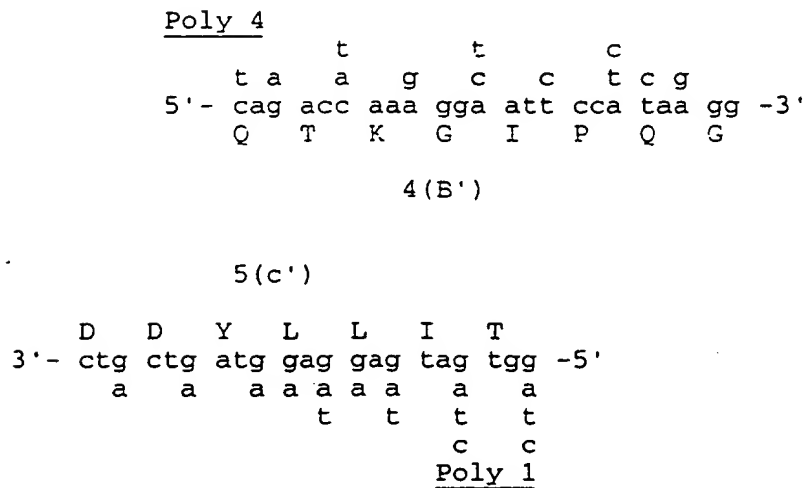 Poly 4
t t c
t a a g c c t c g
5'- cag acc aaa gga att cca taa gg -3'
Q T K G I P Q G
4(B')
5(c')
D D Y L L I T
3'- ctg ctg atg gag gag tag tgg -5'
a a a a a a a a a
t t t t
c c
Poly 1